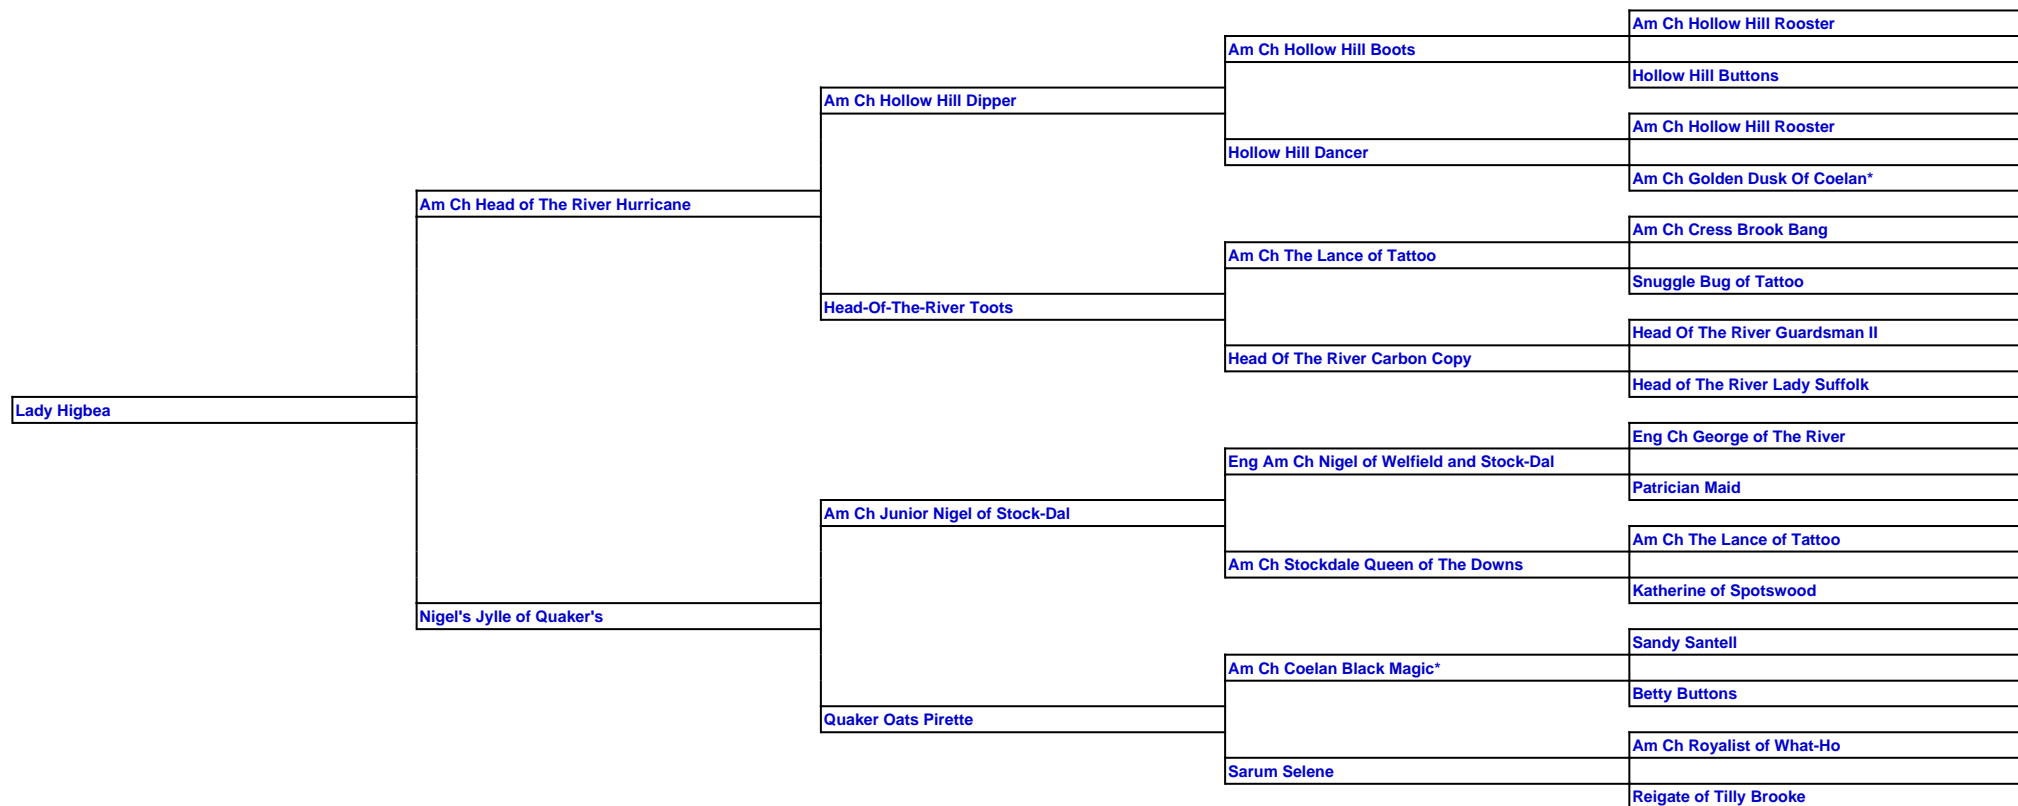 Am Ch Hollow Hill Rooster
Am Ch Hollow Hill Boots
Hollow Hill Buttons
Am Ch Hollow Hill Dipper
Am Ch Hollow Hill Rooster
Hollow Hill Dancer
Am Ch Golden Dusk Of Coelan*
Am Ch Head of The River Hurricane
Am Ch Cress Brook Bang
Am Ch The Lance of Tattoo
Snuggle Bug of Tattoo
Head-Of-The-River Toots
Head Of The River Guardsman II
Head Of The River Carbon Copy
Head of The River Lady Suffolk
Lady Higbea
Eng Ch George of The River
Eng Am Ch Nigel of Welfield and Stock-Dal
Patrician Maid
Am Ch Junior Nigel of Stock-Dal
Am Ch The Lance of Tattoo
Am Ch Stockdale Queen of The Downs
Katherine of Spotswood
Nigel's Jylle of Quaker's
Sandy Santell
Am Ch Coelan Black Magic*
Betty Buttons
Quaker Oats Pirette
Am Ch Royalist of What-Ho
Sarum Selene
Reigate of Tilly Brooke